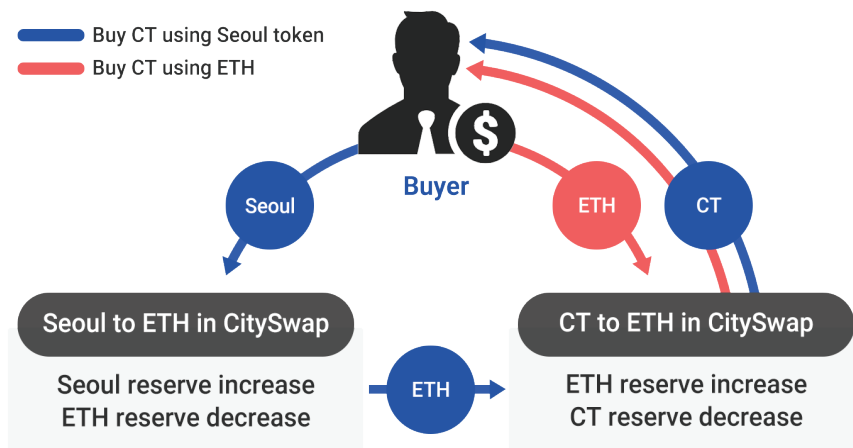 Buy CT using Seoul token
Buy CT using ETH
$
Buyer
Seoul
ETH
CT
Seoul to ETH in CitySwap
Seoul reserve increase
ETH reserve decrease
ETH
CT to ETH in CitySwap
ETH reserve increase
CT reserve decrease